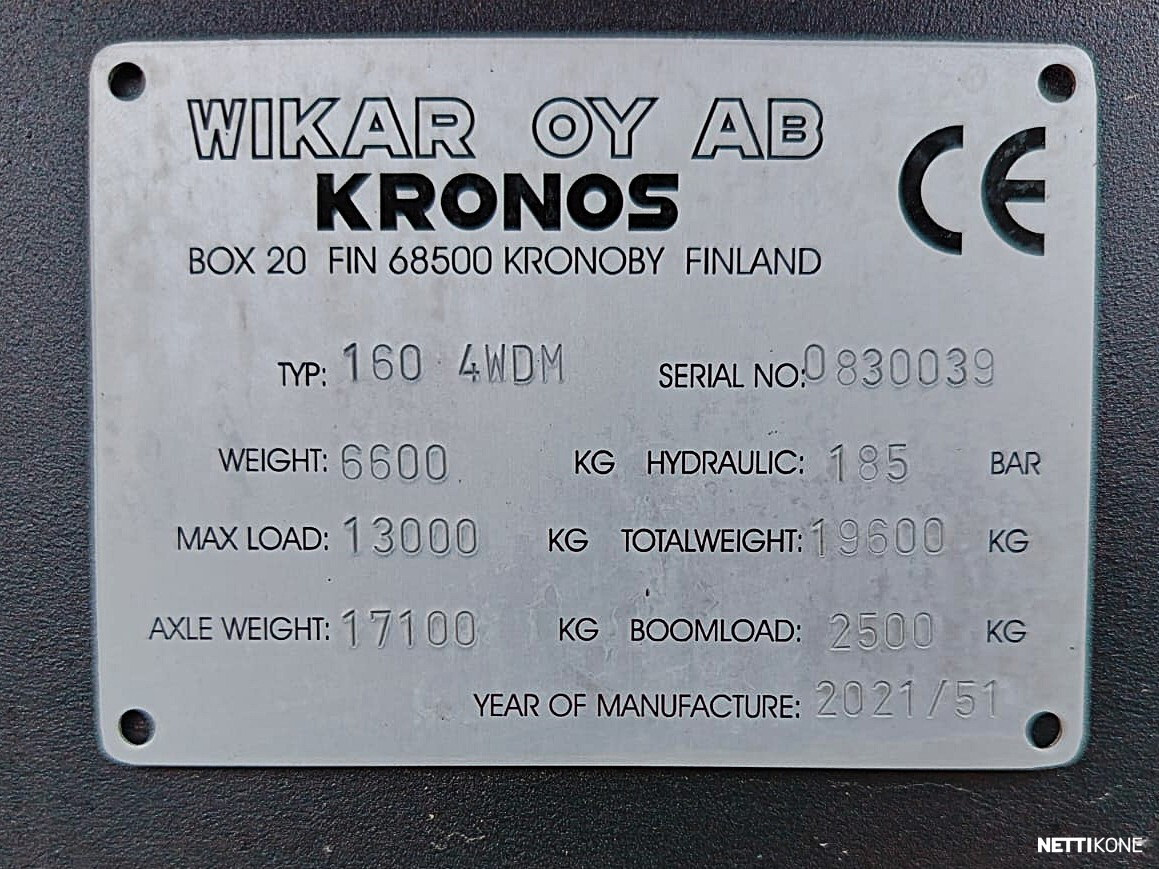 WIKAR OY AB
KRONOS
CE
BOX 20 FIN 68500 KRONOBY FINLAND
TYP: 160 4WDM SERIAL NO: 0830039
WEIGHT: 6600 KG HYDRAULIC: 185 BAR
MAX LOAD: 13000 KG TOTALWEIGHT: 19600 KG
AXLE WEIGHT: 17100 KG BOOMLOAD: 2500 KG
YEAR OF MANUFACTURE: 2021/51
NETTIKONE